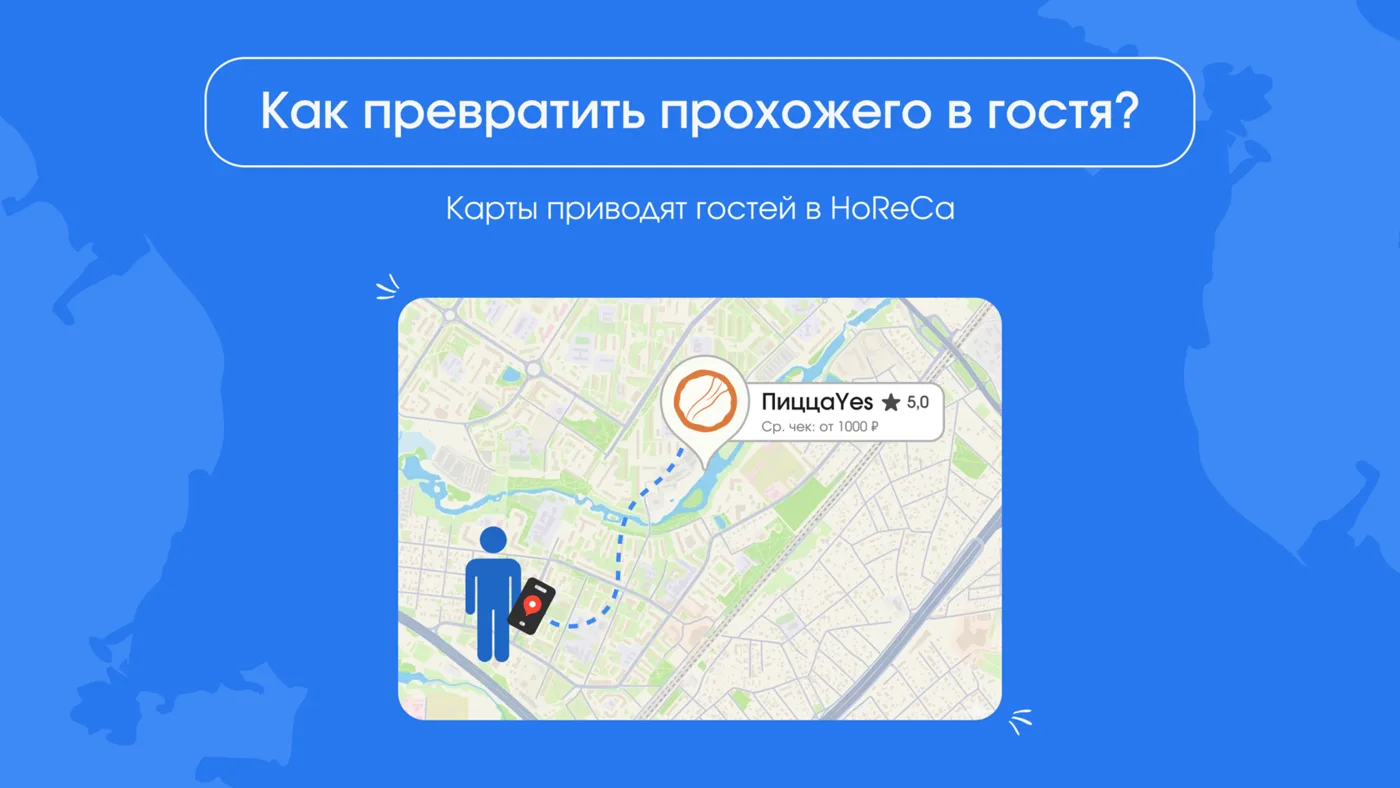 Как превратить прохожего в гостя?
Карты приводят гостей в HoReCa
ПиццаYes ★ 5,0
Ср. чек: от 1000 ₽